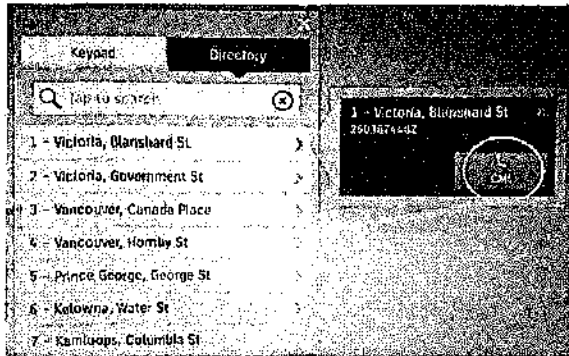 Keypad
Directory
Tap to search
1 - Victoria, Blanshard St
2 - Victoria, Government St
3 - Vancouver, Canada Place
4 - Vancouver, Hornby St
5 - Prince George, George St
6 - Kelowna, Water St
7 - Kamloops, Columbia St
1 - Victoria, Blanshard St
Call